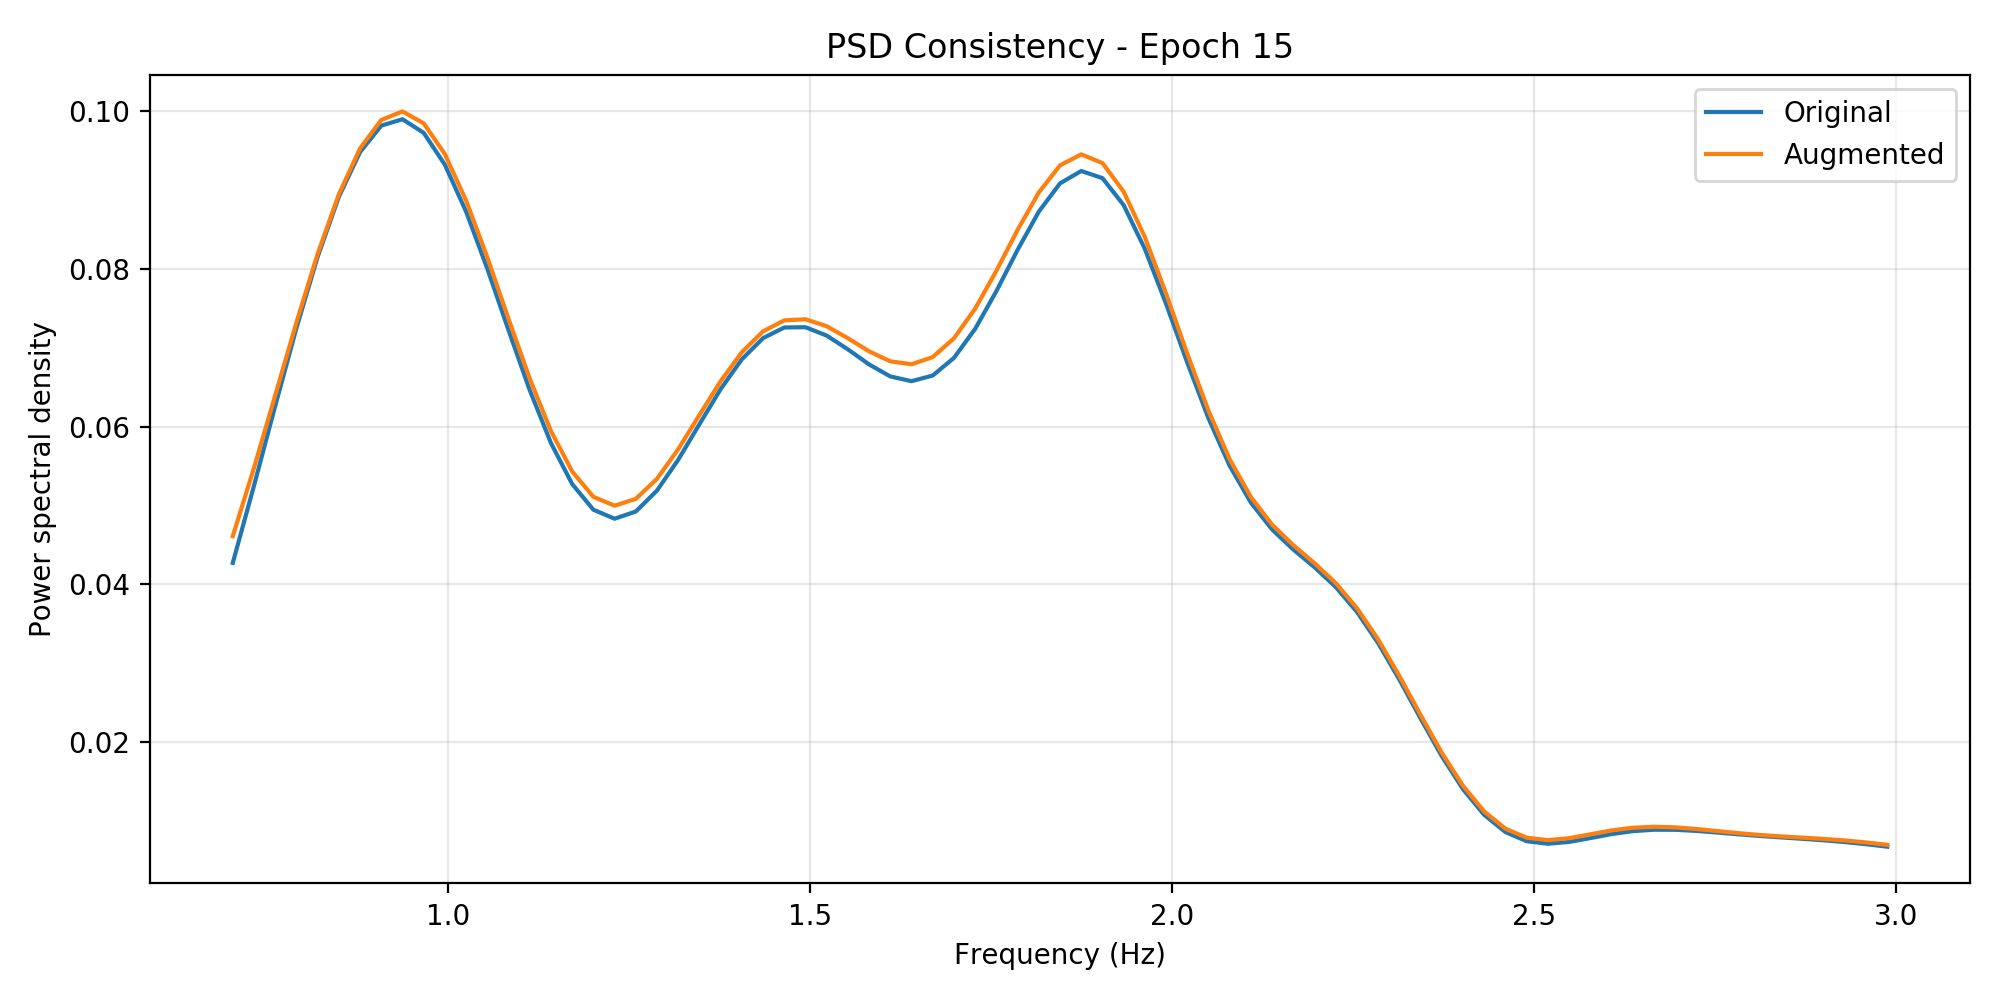 PSD Consistency - Epoch 15
Original
Augmented
0.10
0.08
0.06
0.04
0.02
Power spectral density
1.0
1.5
2.0
2.5
3.0
Frequency (Hz)